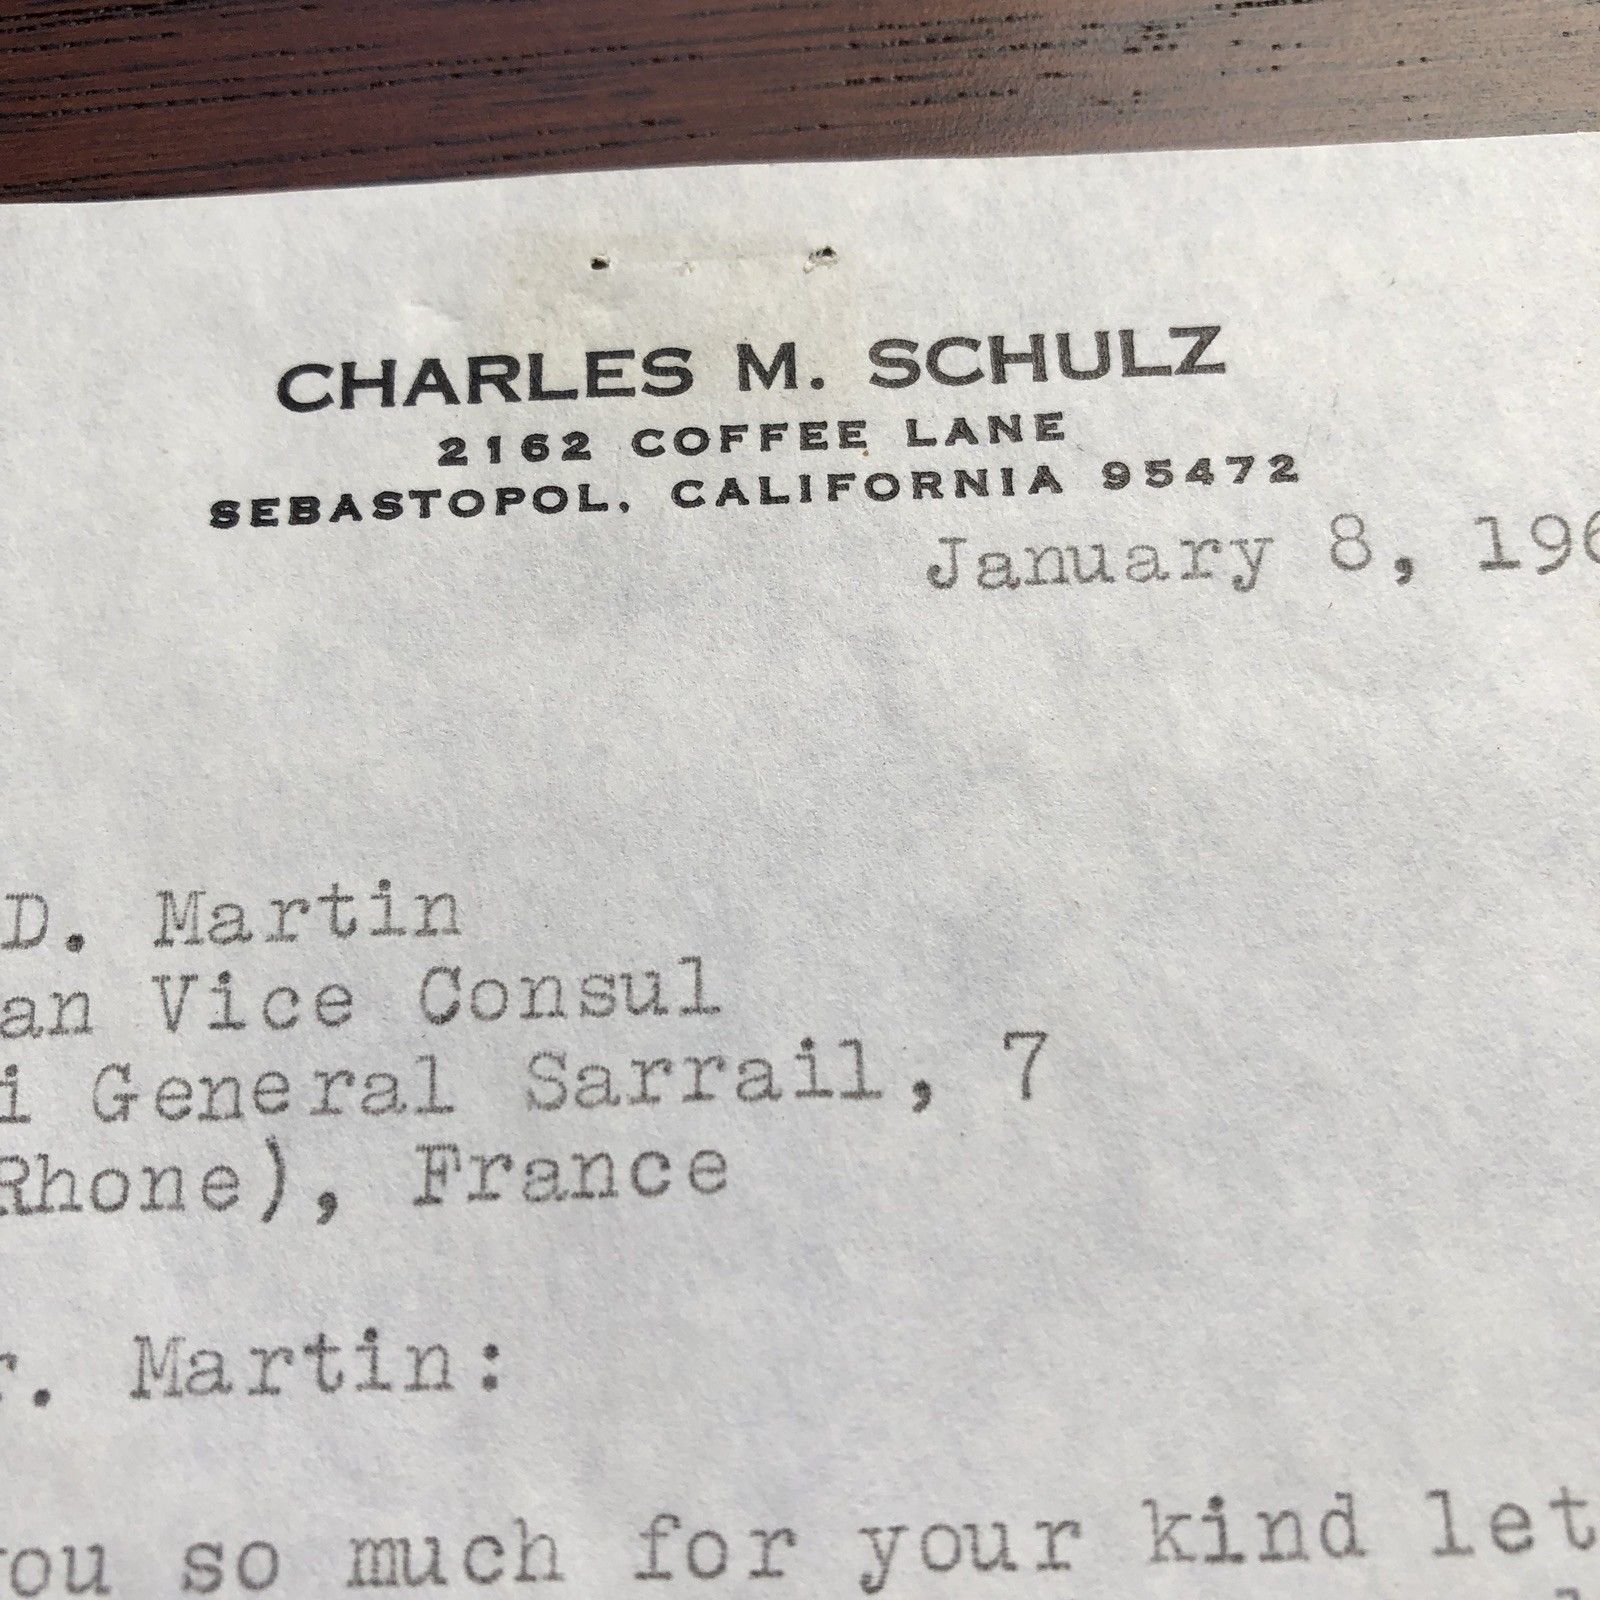 CHARLES M. SCHULZ
2162 COFFEE LANE
SEBASTOPOL, CALIFORNIA 95472
January 8, 196
D. Martin
an Vice Consul
i General Sarrail, 7
Rhone), France
r. Martin:
you so much for your kind let